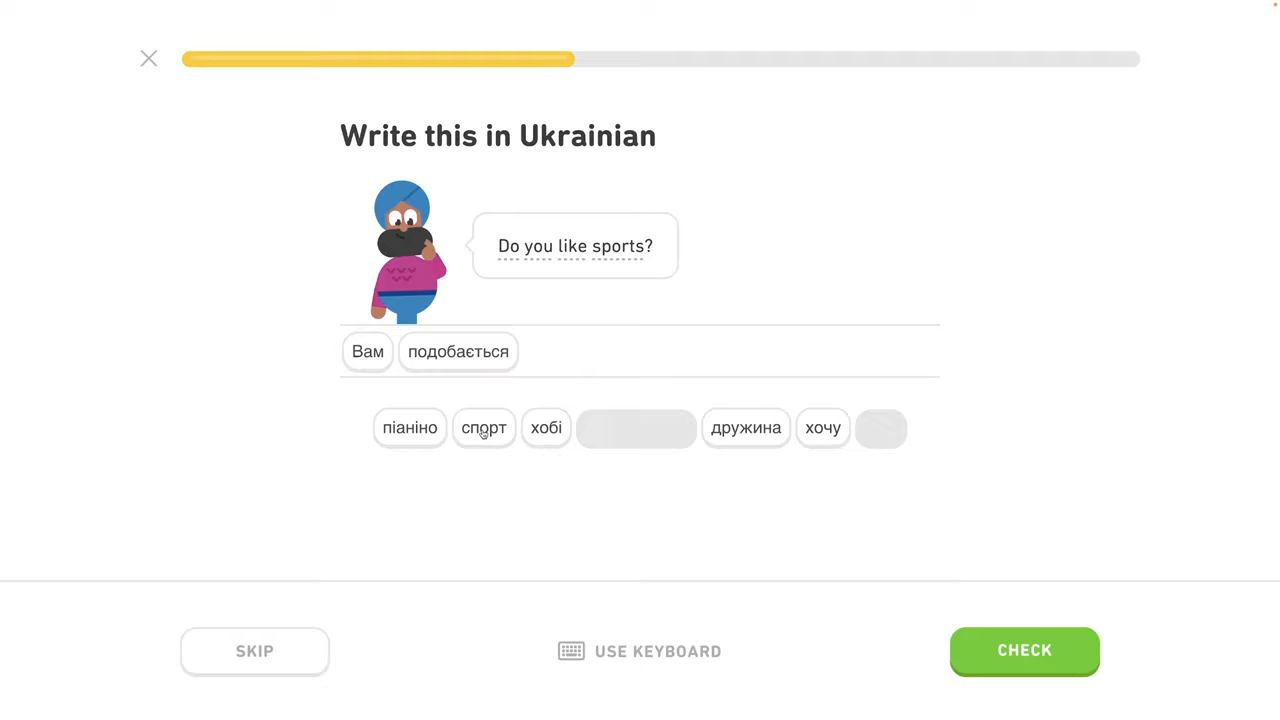 Write this in Ukrainian
Do you like sports?
Вам подобається
піаніно спорт хобі дружина хочу
SKIP USE KEYBOARD CHECK